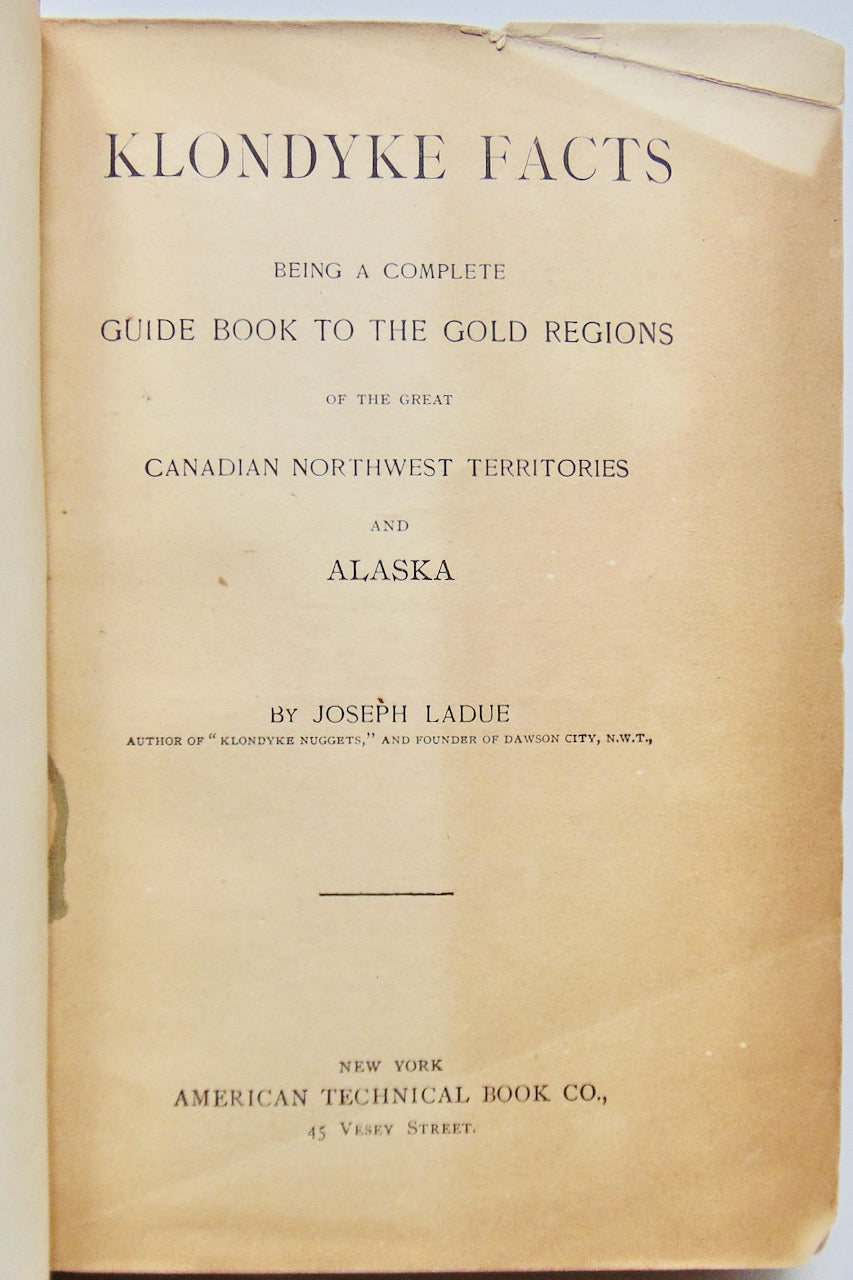 KLONDYKE FACTS
BEING A COMPLETE
GUIDE BOOK TO THE GOLD REGIONS
OF THE GREAT
CANADIAN NORTHWEST TERRITORIES
AND
ALASKA
BY JOSEPH LADUE
AUTHOR OF “KLONDYKE NUGGETS,” AND FOUNDER OF DAWSON CITY, N.W.T.,
NEW YORK
AMERICAN TECHNICAL BOOK CO.,
45 VESEY STREET.